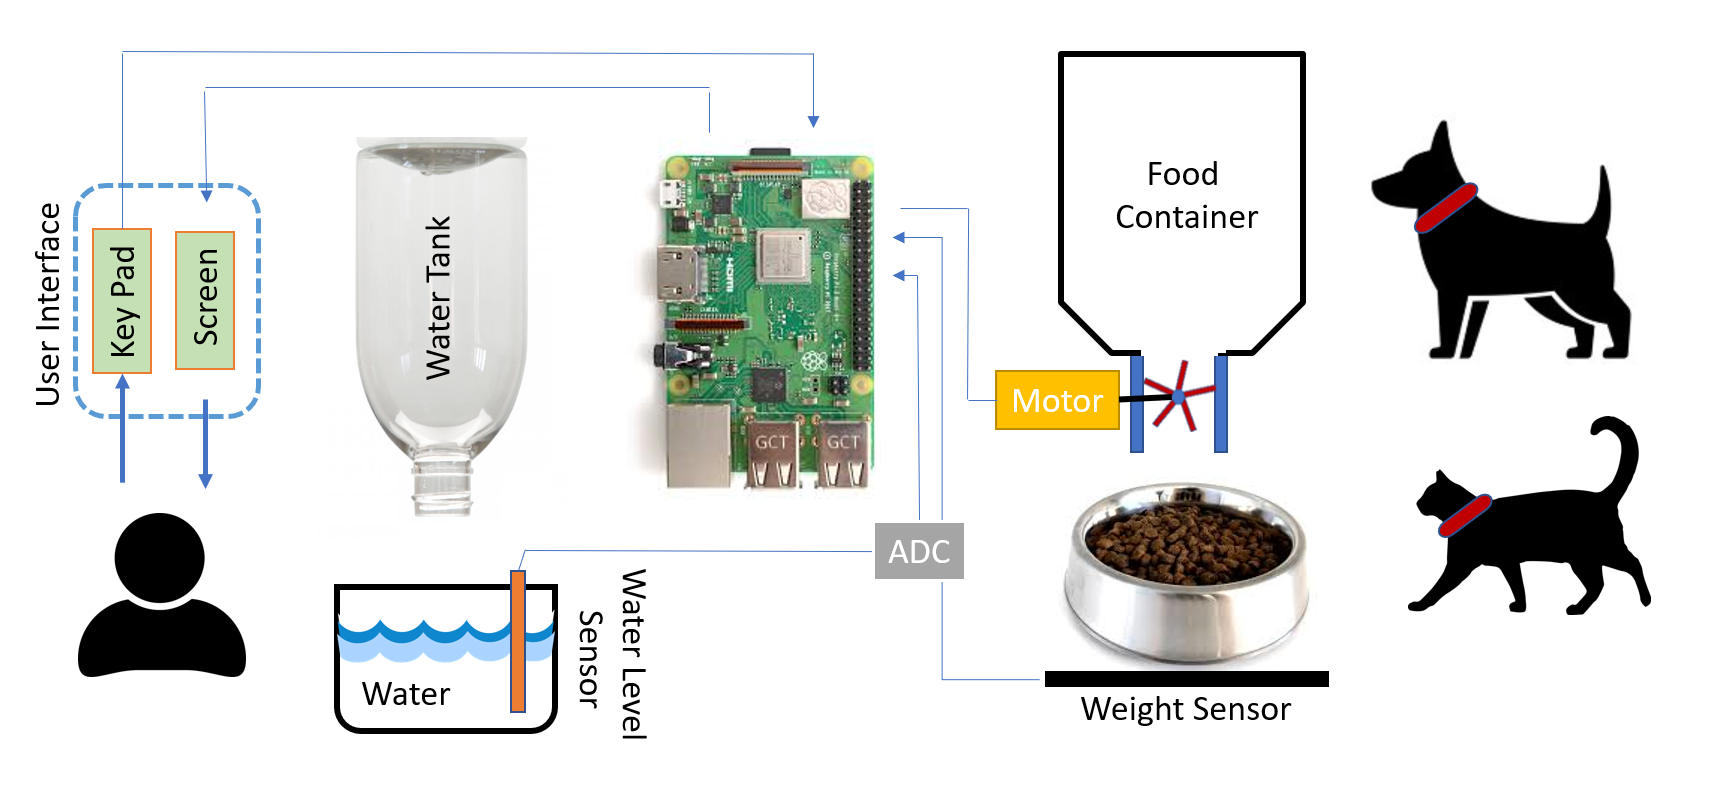 User Interface
Key Pad
Screen
Water Tank
HDMI
GCT
GCT
Food
Container
Motor
ADC
Water
Water Level
Sensor
Weight Sensor